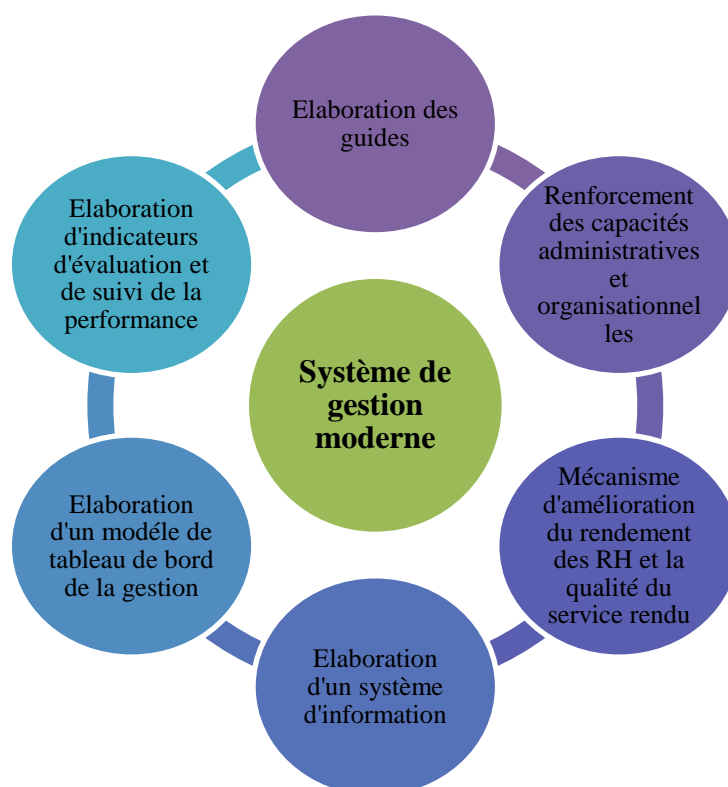 Elaboration des
guides
Renforcement
des capacités
administratives
et
organisationnel
les
Mécanisme
d'amélioration
du rendement
des RH et la
qualité du
service rendu
Elaboration
d'un système
d'information
Elaboration
d'un modéle de
tableau de bord
de la gestion
Elaboration
d'indicateurs
d'évaluation et
de suivi de la
performance
Système de
gestion
moderne